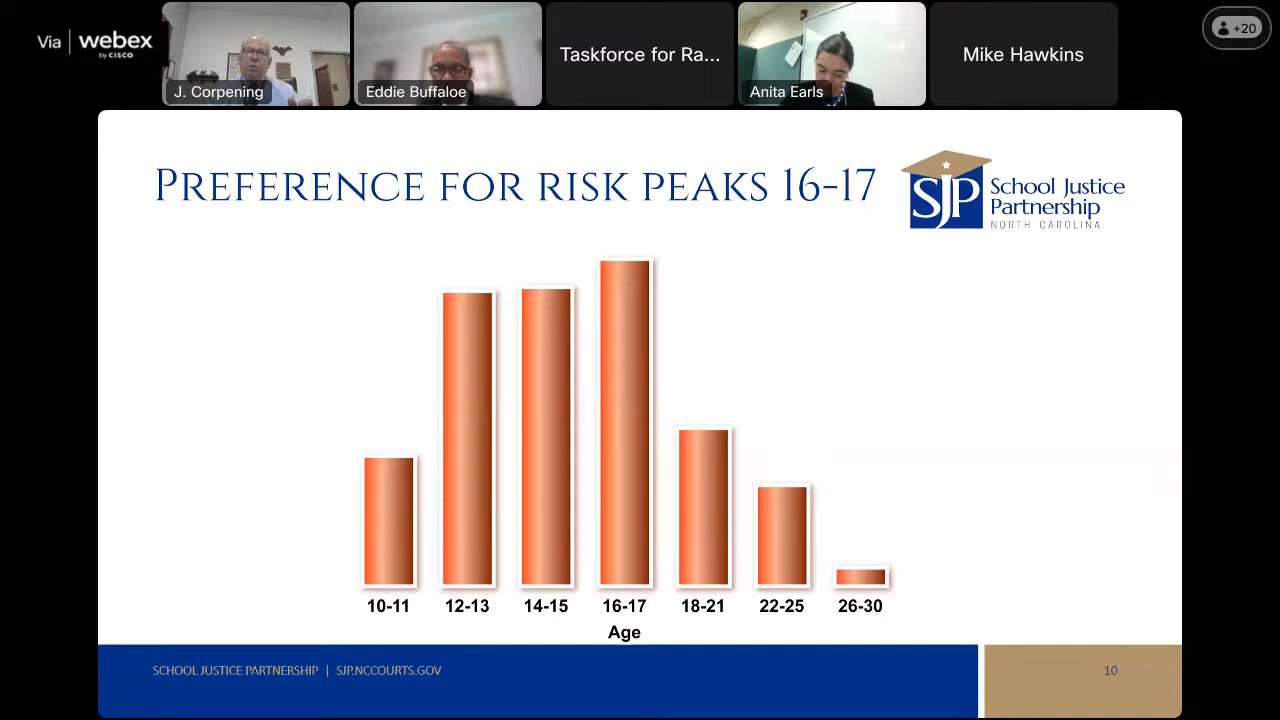 Via webex
by CISCO
J. Corpening
Eddie Buffaloe
Taskforce for Ra...
Anita Earls
Mike Hawkins
+20
PREFERENCE FOR RISK PEAKS 16-17
SJP School Justice
Partnership
NORTH CAROLINA
10-11 12-13 14-15 16-17 18-21 22-25 26-30
Age
SCHOOL JUSTICE PARTNERSHIP | SJP.NCCOURTS.GOV
10